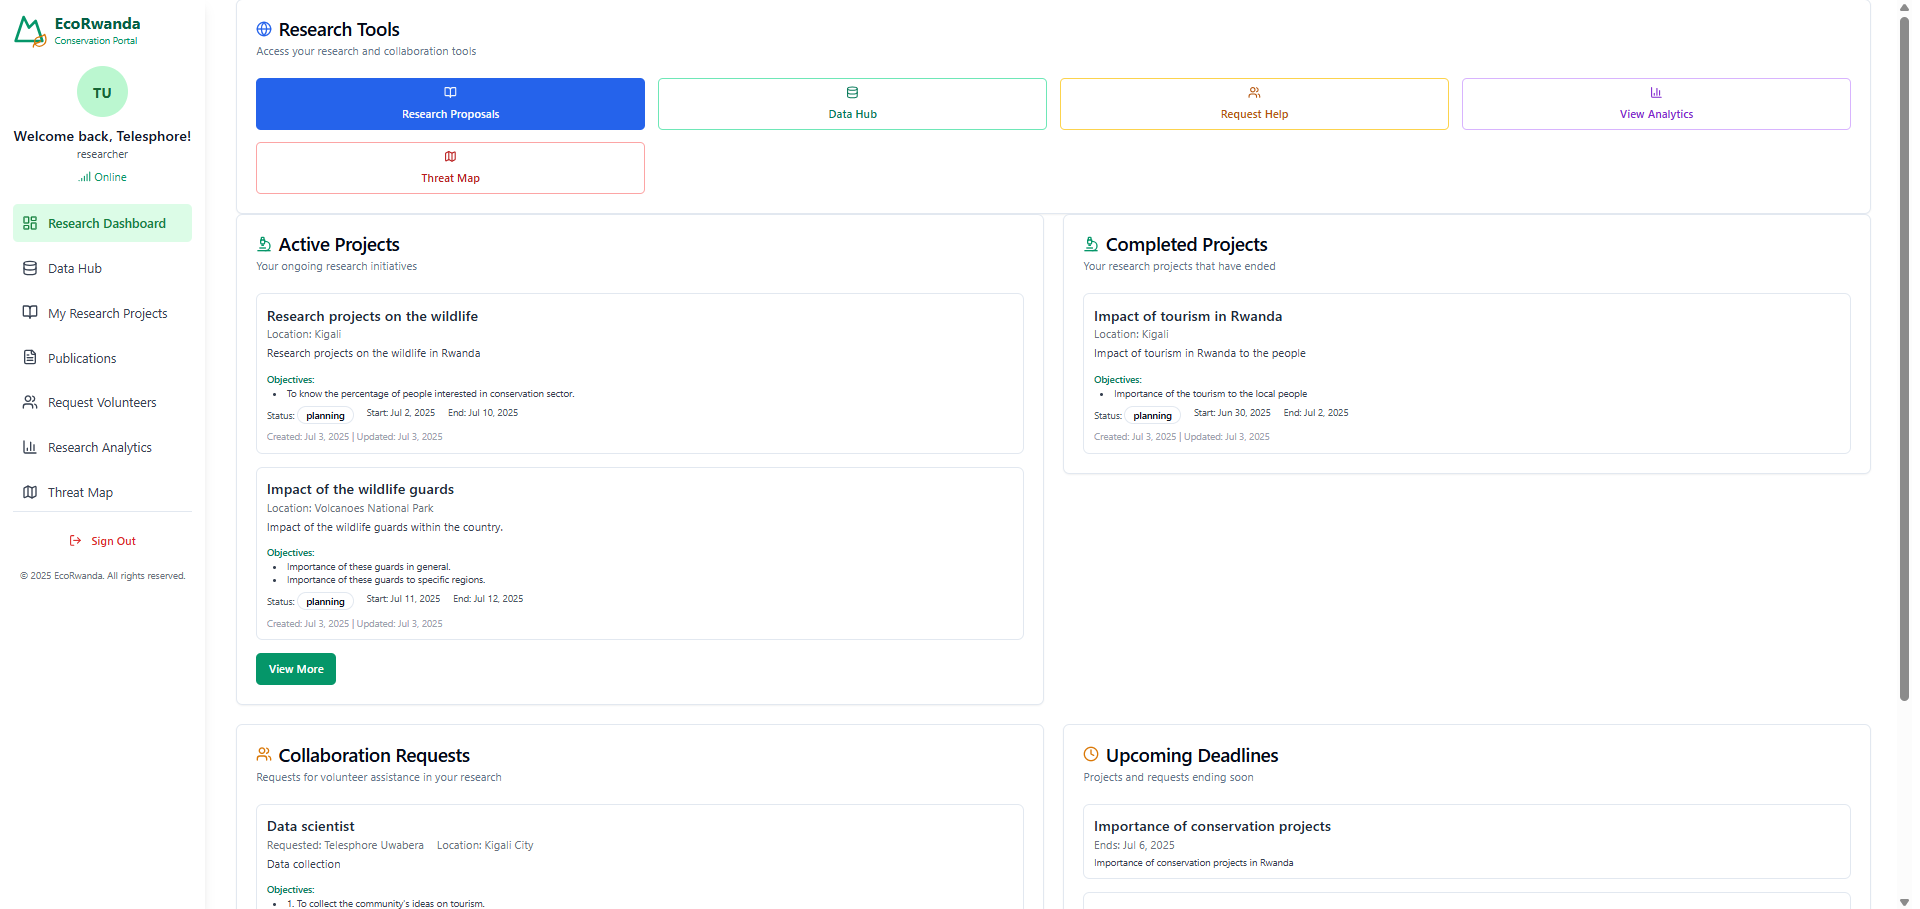 EcoRwanda
Conservation Portal
TU
Welcome back, Telesphore!
researcher
Online
Research Dashboard
Data Hub
My Research Projects
Publications
Request Volunteers
Research Analytics
Threat Map
Sign Out
© 2025 EcoRwanda. All rights reserved.
Research Tools
Access your research and collaboration tools
Research Proposals
Data Hub
Request Help
View Analytics
Threat Map
Active Projects
Your ongoing research initiatives
Research projects on the wildlife
Location: Kigali
Research projects on the wildlife in Rwanda
Objectives:
• To know the percentage of people interested in conservation sector.
Status: planning Start: Jul 2, 2025 End: Jul 10, 2025
Created: Jul 3, 2025 | Updated: Jul 3, 2025
Impact of the wildlife guards
Location: Volcanoes National Park
Impact of the wildlife guards within the country.
Objectives:
• Importance of these guards in general.
• Importance of these guards to specific regions.
Status: planning Start: Jul 11, 2025 End: Jul 12, 2025
Created: Jul 3, 2025 | Updated: Jul 3, 2025
View More
Completed Projects
Your research projects that have ended
Impact of tourism in Rwanda
Location: Kigali
Impact of tourism in Rwanda to the people
Objectives:
• Importance of the tourism to the local people
Status: planning Start: Jun 30, 2025 End: Jul 2, 2025
Created: Jul 3, 2025 | Updated: Jul 3, 2025
Collaboration Requests
Requests for volunteer assistance in your research
Data scientist
Requested: Telesphore Uwabera Location: Kigali City
Data collection
Objectives:
• 1. To collect the community's ideas on tourism.
Upcoming Deadlines
Projects and requests ending soon
Importance of conservation projects
Ends: Jul 6, 2025
Importance of conservation projects in Rwanda